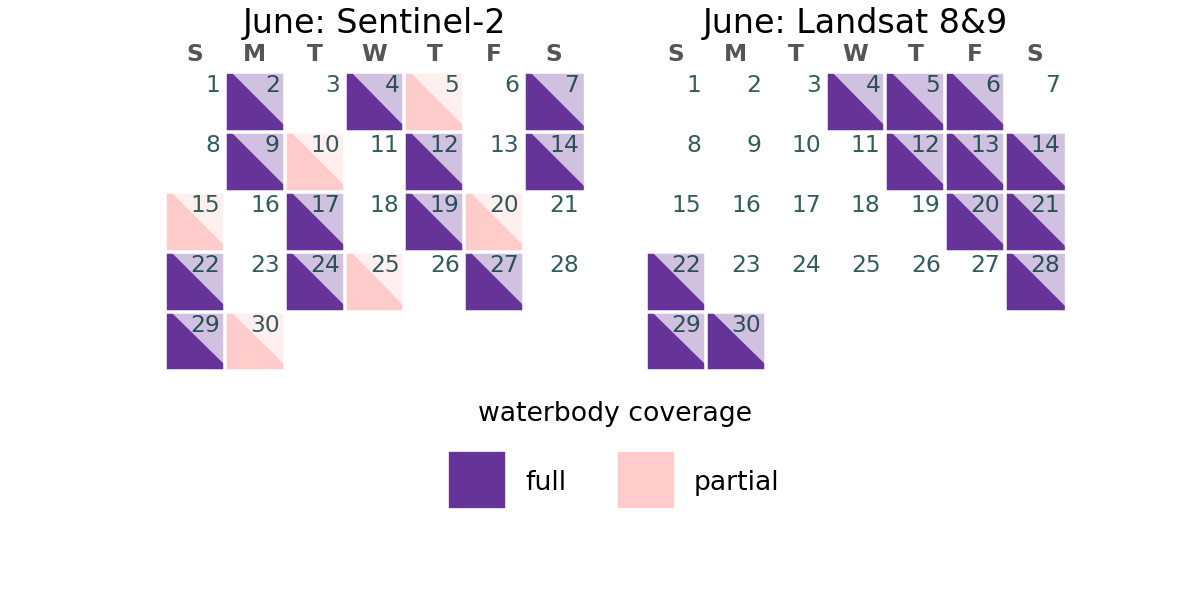 June: Sentinel-2
S M T W T F S
1 2 3 4 5 6 7
8 9 10 11 12 13 14
15 16 17 18 19 20 21
22 23 24 25 26 27 28
29 30
June: Landsat 8&9
S M T W T F S
1 2 3 4 5 6 7
8 9 10 11 12 13 14
15 16 17 18 19 20 21
22 23 24 25 26 27 28
29 30
waterbody coverage
full partial